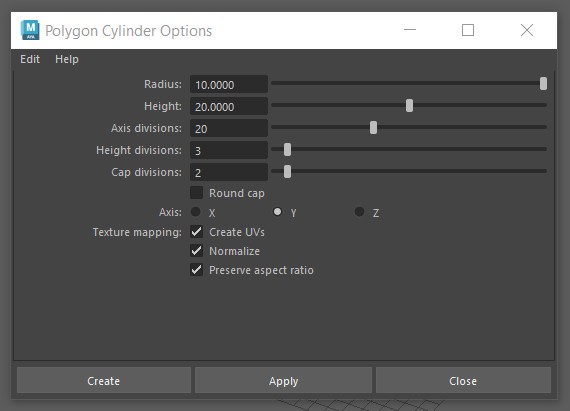 M
Polygon Cylinder Options
Edit Help
Radius: 10.0000
Height: 20.0000
Axis divisions: 20
Height divisions: 3
Cap divisions: 2
Round cap
Axis: X Y Z
Texture mapping: Create UVs
Normalize
Preserve aspect ratio
Create Apply Close